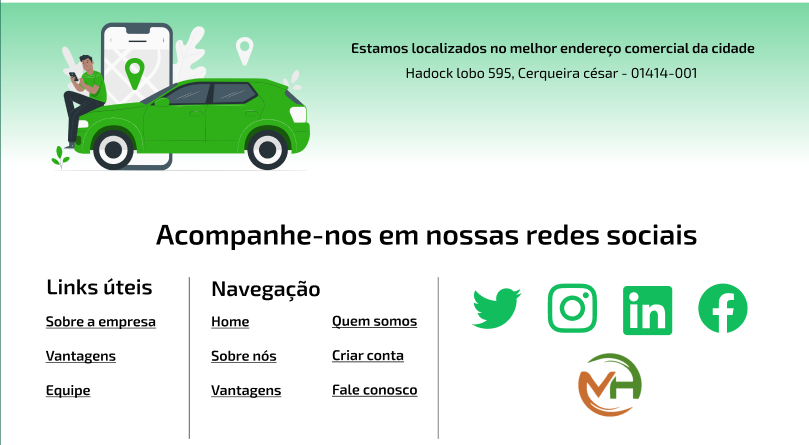 Estamos localizados no melhor endereço comercial da cidade
Hadock lobo 595, Cerqueira césar - 01414-001
Acompanhe-nos em nossas redes sociais
Links úteis
Sobre a empresa
Vantagens
Equipe
Navegação
Home
Quem somos
Sobre nós
Criar conta
Vantagens
Fale conosco
in
MH